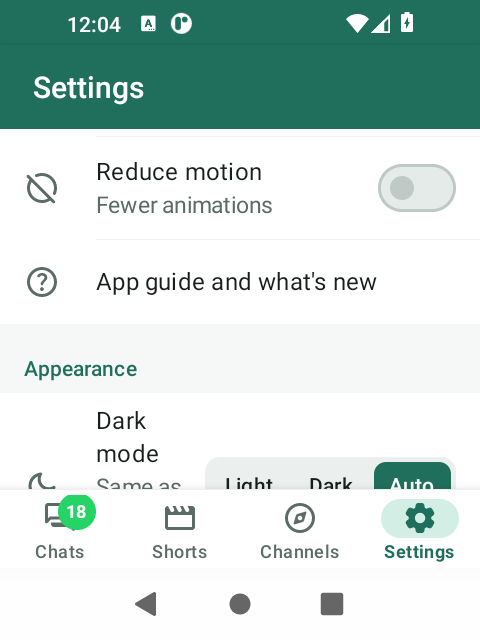 12:04
Settings
Reduce motion
Fewer animations
App guide and what's new
Appearance
Dark
mode
Same as
Light Dark Auto
18
Chats Shorts Channels Settings